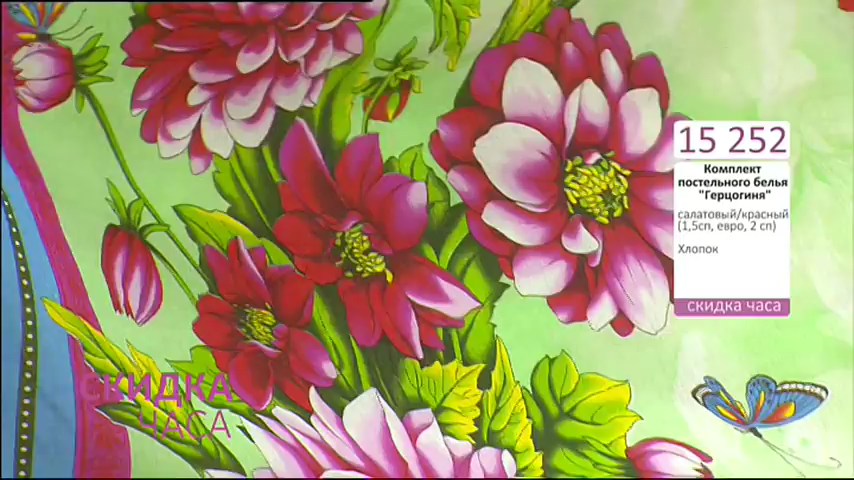 15 252
Комплект
постельного белья
"Герцогиня"
салатовый/красный
(1,5сп, евро, 2 сп)
Хлопок
скидка часа
СКИДКА
ЧАСА